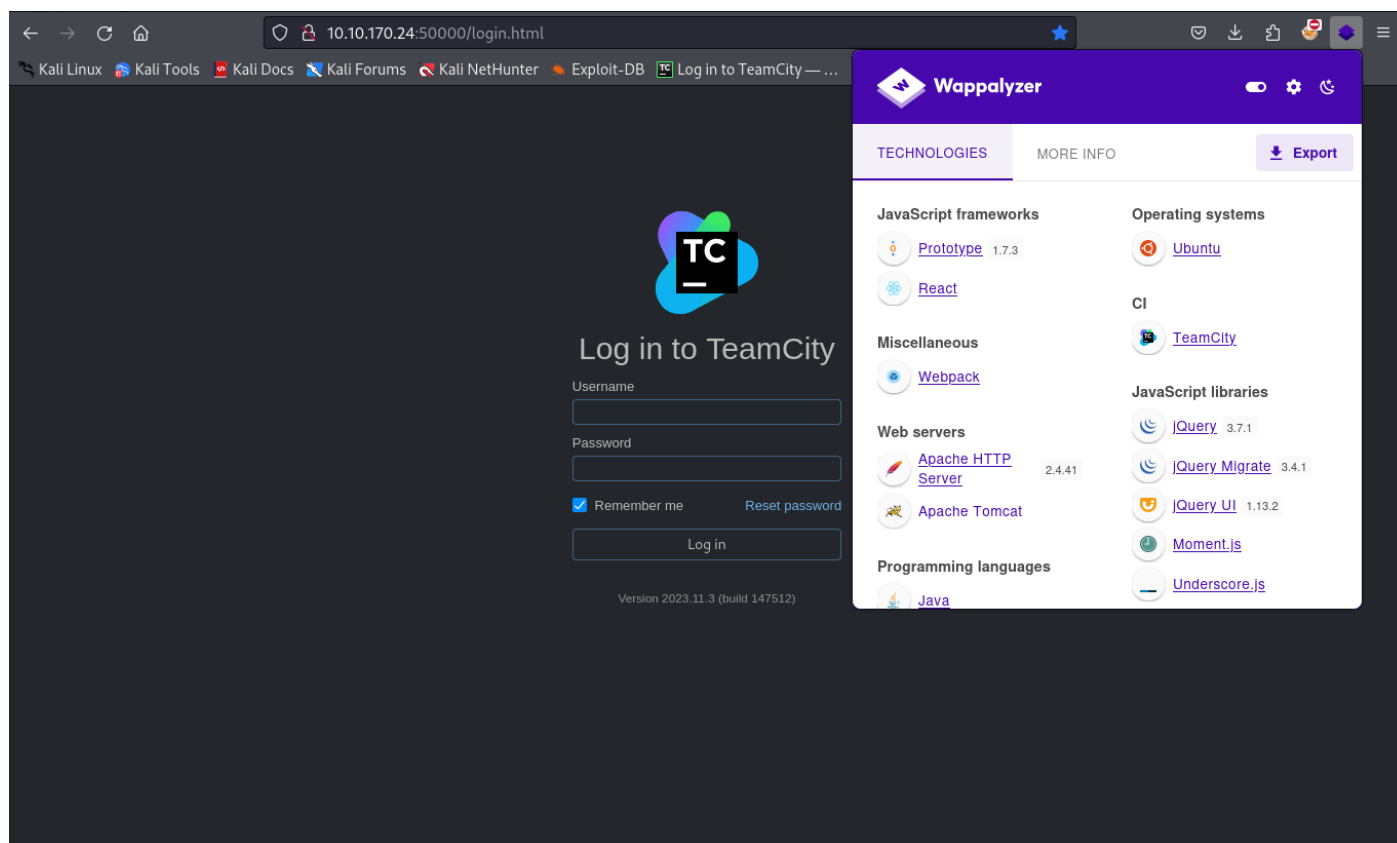 10.10.170.24:50000/login.html
Kali Linux Kali Tools Kali Docs Kali Forums Kali NetHunter Exploit-DB Log in to TeamCity — ...
TC
Log in to TeamCity
Username
Password
Remember me Reset password
Log in
Version 2023.11.3 (build 147512)
Wappalyzer
TECHNOLOGIES MORE INFO Export
JavaScript frameworks
Prototype 1.7.3
React
Miscellaneous
Webpack
Web servers
Apache HTTP
Server 2.4.41
Apache Tomcat
Programming languages
Java
Operating systems
Ubuntu
CI
TeamCity
JavaScript libraries
jQuery 3.7.1
jQuery Migrate 3.4.1
jQuery UI 1.13.2
Moment.js
Underscore.js